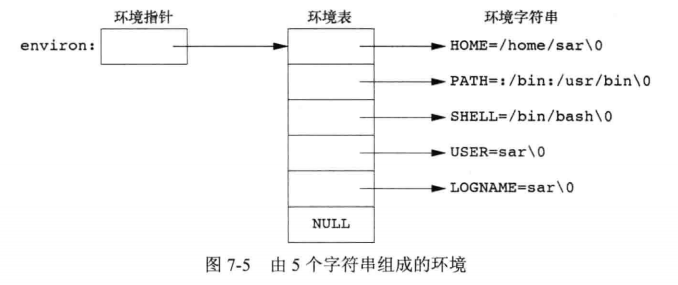 环境指针 环境表 环境字符串
environ: HOME=/home/sar\0
PATH=:/bin:/usr/bin\0
SHELL=/bin/bash\0
USER=sar\0
LOGNAME=sar\0
NULL
图 7-5 由 5 个字符串组成的环境